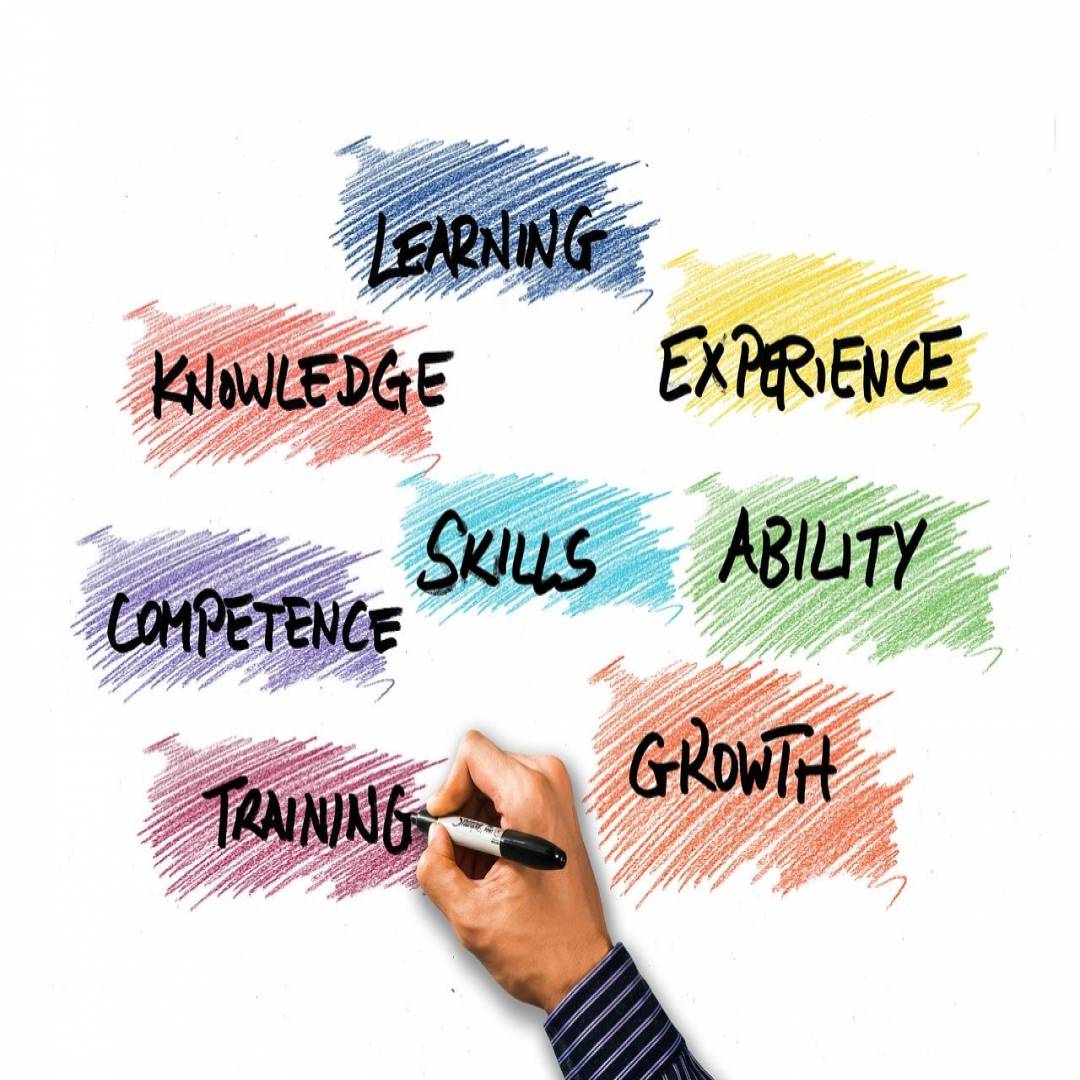 LEARNING
EXPERIENCE
KNOWLEDGE
SKILLS
ABILITY
COMPETENCE
GROWTH
TRAINING